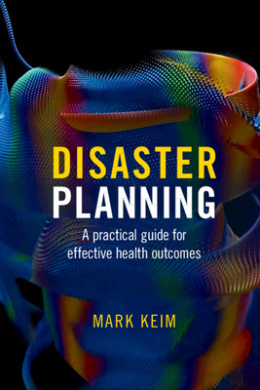 DISASTER
PLANNING
A practical guide for
effective health outcomes
MARK KEIM